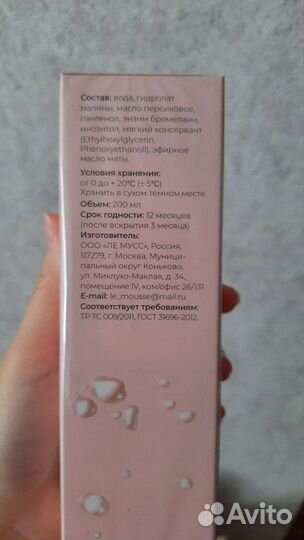 Состав: вода, гидролат
малины, масло персиковое,
пантенол, энзим бромелаин,
инозитол, мягкий консервант
(Ethylhexylglycerin,
Phenoxyethanoll), эфирное
масло мяты.
Условия хранения:
от 0 до + 20°C (± 5°C)
Хранить в сухом темном месте.
Объем: 200 мл
Срок годности: 12 месяцев
(после вскрытия 3 месяца)
Изготовитель:
ООО «ЛЕ МУСС», Россия,
117279, г. Москва, Муници-
пальный округ Коньково,
ул. Миклухо-Маклая, д. 34,
помещение IV, ком/офис 26/131.
E-mail: le_mousse@mail.ru
Соответствует требованиям:
ТР ТС 009/2011, ГОСТ 31696-2012.
Avito